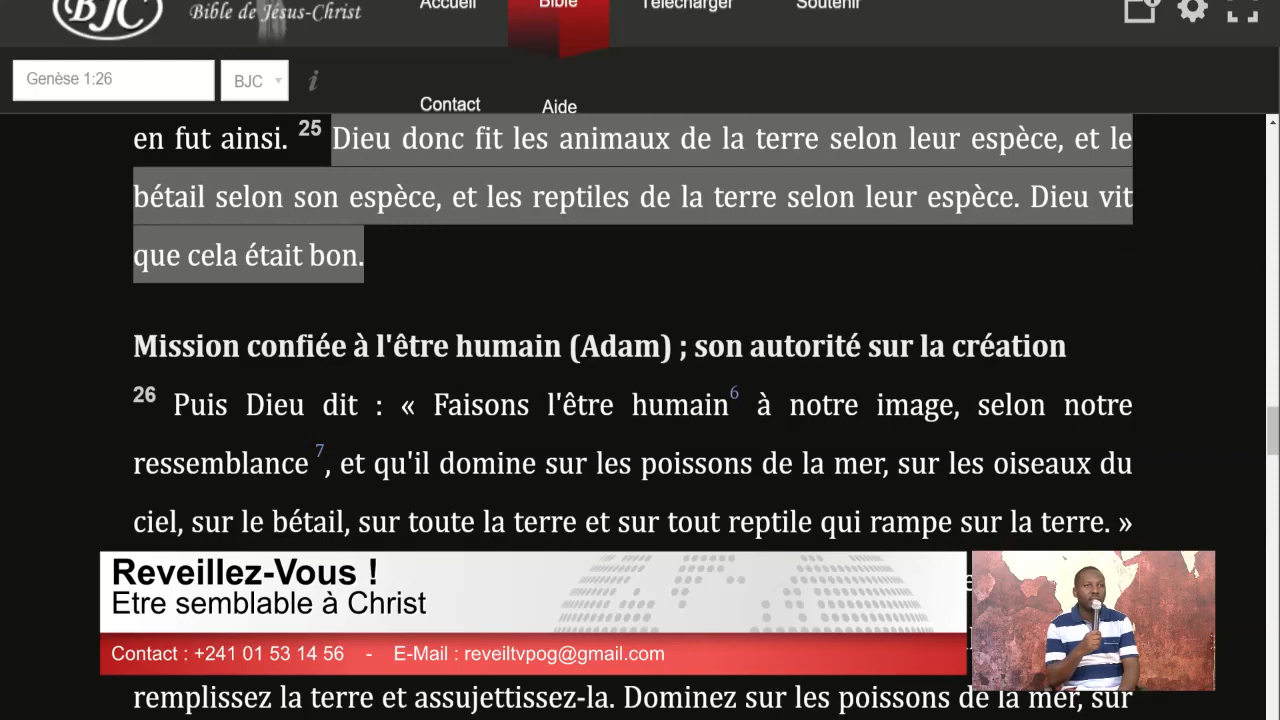 BJC
Bible de Jésus-Christ
Accueil
Bible
Télécharger
Soutenir
Genèse 1:26
BJC
i
Contact
Aide
en fut ainsi. 25 Dieu donc fit les animaux de la terre selon leur espèce, et le
bétail selon son espèce, et les reptiles de la terre selon leur espèce. Dieu vit
que cela était bon.
Mission confiée à l'être humain (Adam) ; son autorité sur la création
26 Puis Dieu dit : « Faisons l'être humain6 à notre image, selon notre
ressemblance 7, et qu'il domine sur les poissons de la mer, sur les oiseaux du
ciel, sur le bétail, sur toute la terre et sur tout reptile qui rampe sur la terre. »
Reveillez-Vous !
Etre semblable à Christ
Contact : +241 01 53 14 56 - E-Mail : reveiltvpog@gmail.com
remplissez la terre et assujettissez-la. Dominez sur les poissons de la mer, sur